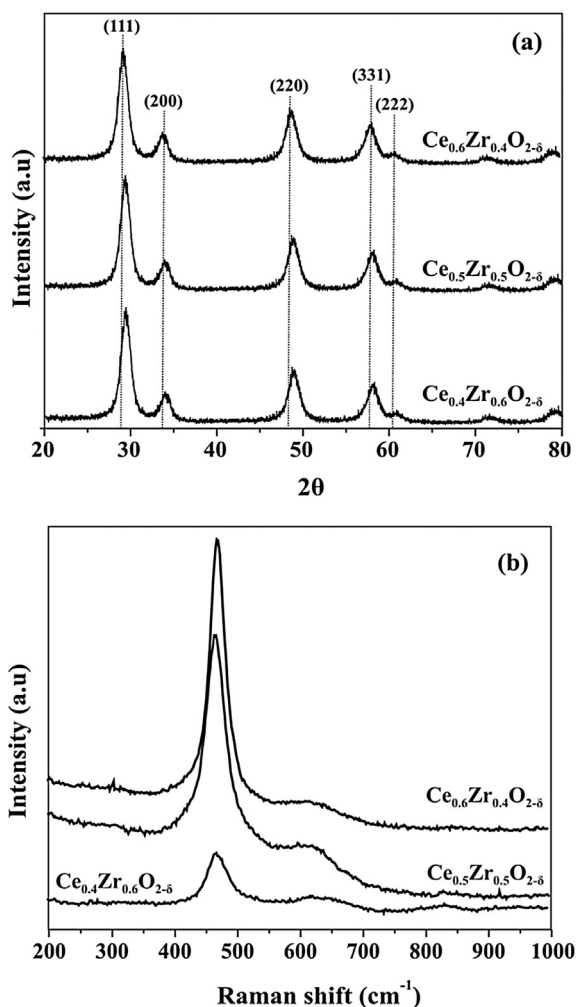 (a)
(111)
(200)
(220)
(331)
(222)
Ce0.6Zr0.4O2-δ
Ce0.5Zr0.5O2-δ
Ce0.4Zr0.6O2-δ
Intensity (a.u)
20 30 40 50 60 70 80
2θ
(b)
Ce0.6Zr0.4O2-δ
Ce0.5Zr0.5O2-δ
Ce0.4Zr0.6O2-δ
Intensity (a.u)
200 300 400 500 600 700 800 900 1000
Raman shift (cm-1)